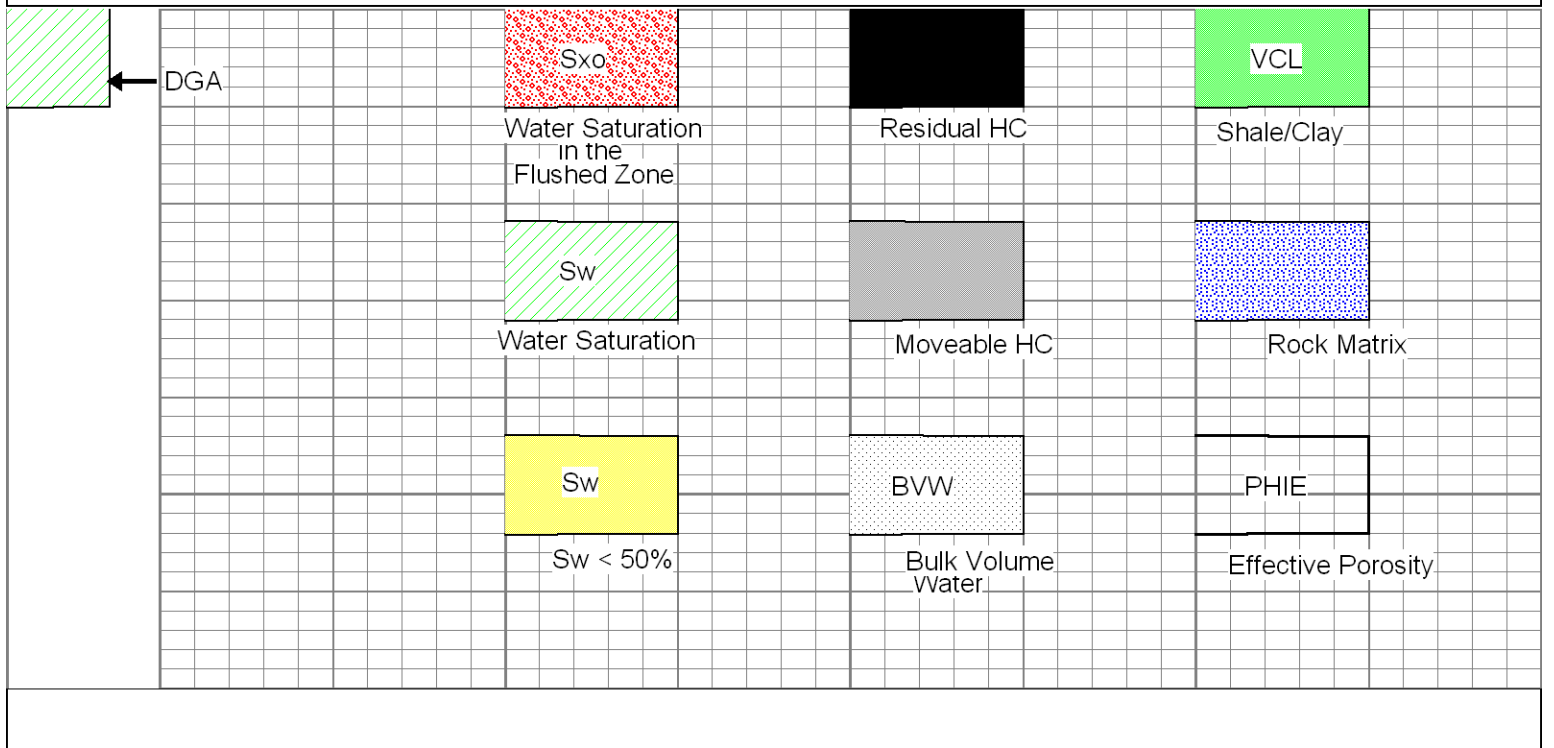 DGA
Sxo
Water Saturation
in the
Flushed Zone
Residual HC
VCL
Shale/Clay
Sw
Water Saturation
Moveable HC
Rock Matrix
Sw
Sw < 50%
BVW
Bulk Volume
Water
PHIE
Effective Porosity